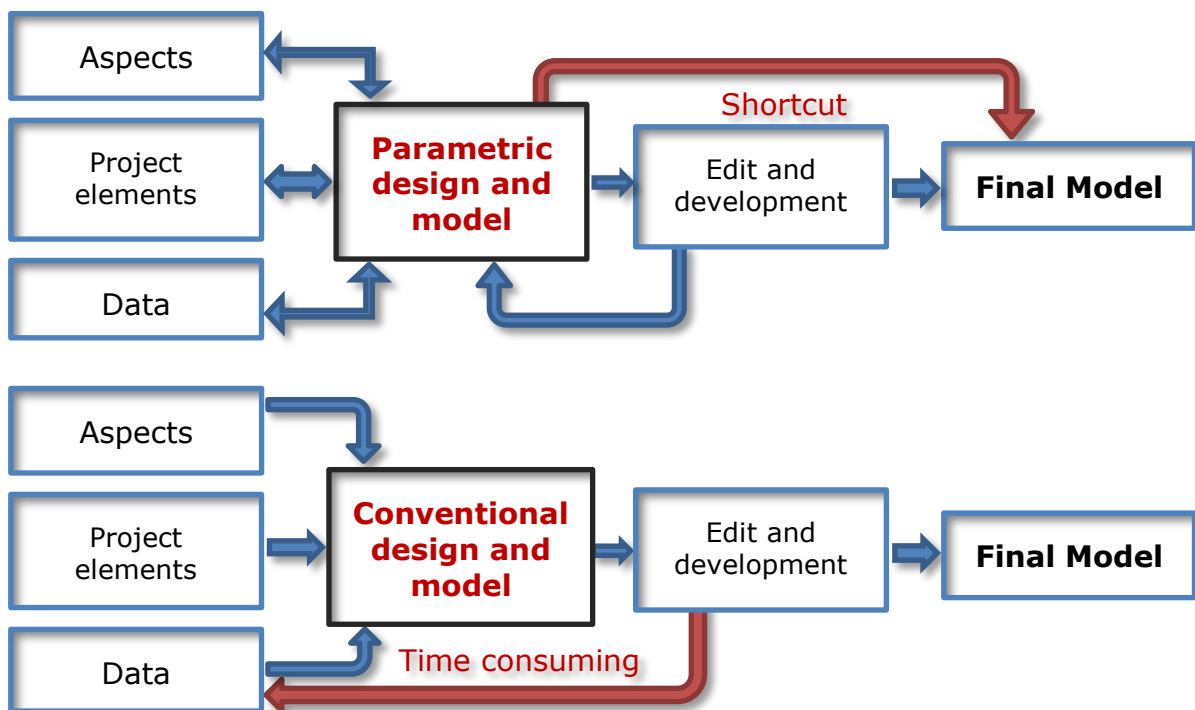 Aspects
Project
elements
Data
Parametric
design and
model
Shortcut
Edit and
development
Final Model
Aspects
Project
elements
Data
Conventional
design and
model
Time consuming
Edit and
development
Final Model